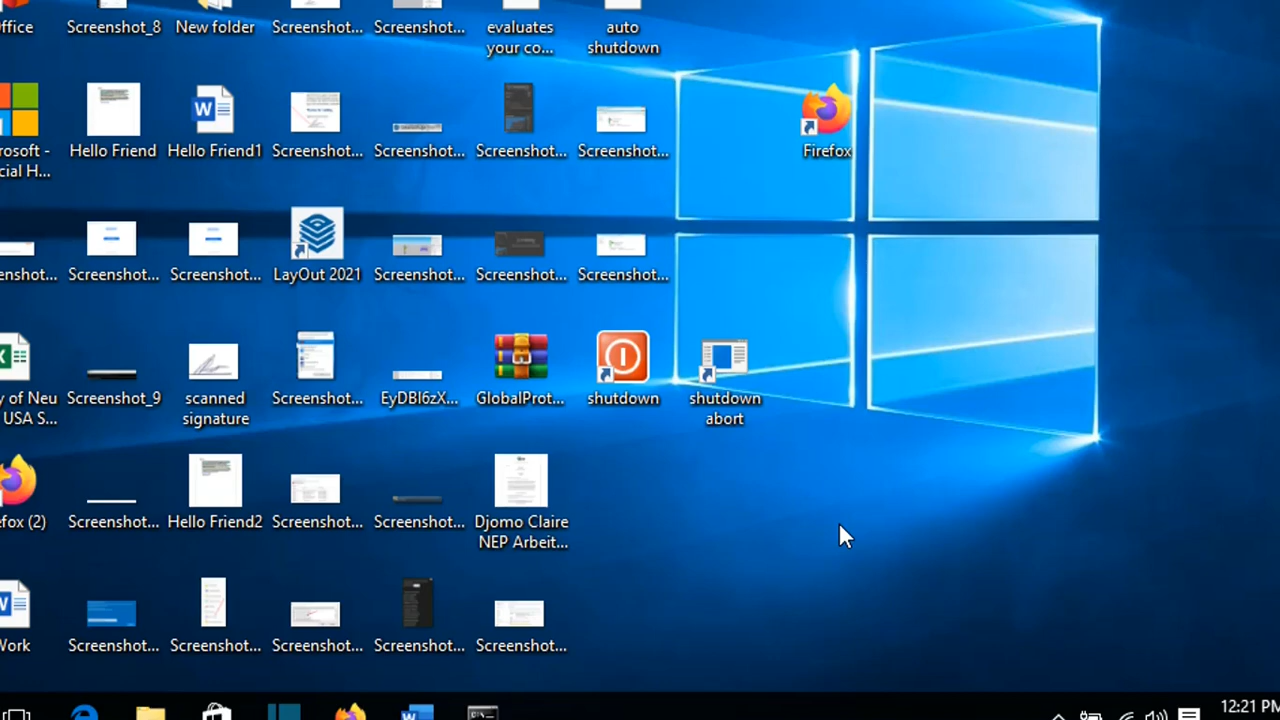 ffice
Screenshot_8
New folder
Screenshot...
Screenshot...
evaluates
your co...
auto
shutdown
rosoft -
cial H...
Hello Friend
Hello Friend1
Screenshot...
Screenshot...
Screenshot...
Screenshot...
Firefox
enshot...
Screenshot...
Screenshot...
LayOut 2021
Screenshot...
Screenshot...
Screenshot...
y of Neu
USA S...
Screenshot_9
scanned
signature
Screenshot...
EyDBI6zX...
GlobalProt...
shutdown
shutdown
abort
efox (2)
Screenshot...
Hello Friend2
Screenshot...
Screenshot...
Djomo Claire
NEP Arbeit...
Work
Screenshot...
Screenshot...
Screenshot...
Screenshot...
Screenshot...
12:21 PM